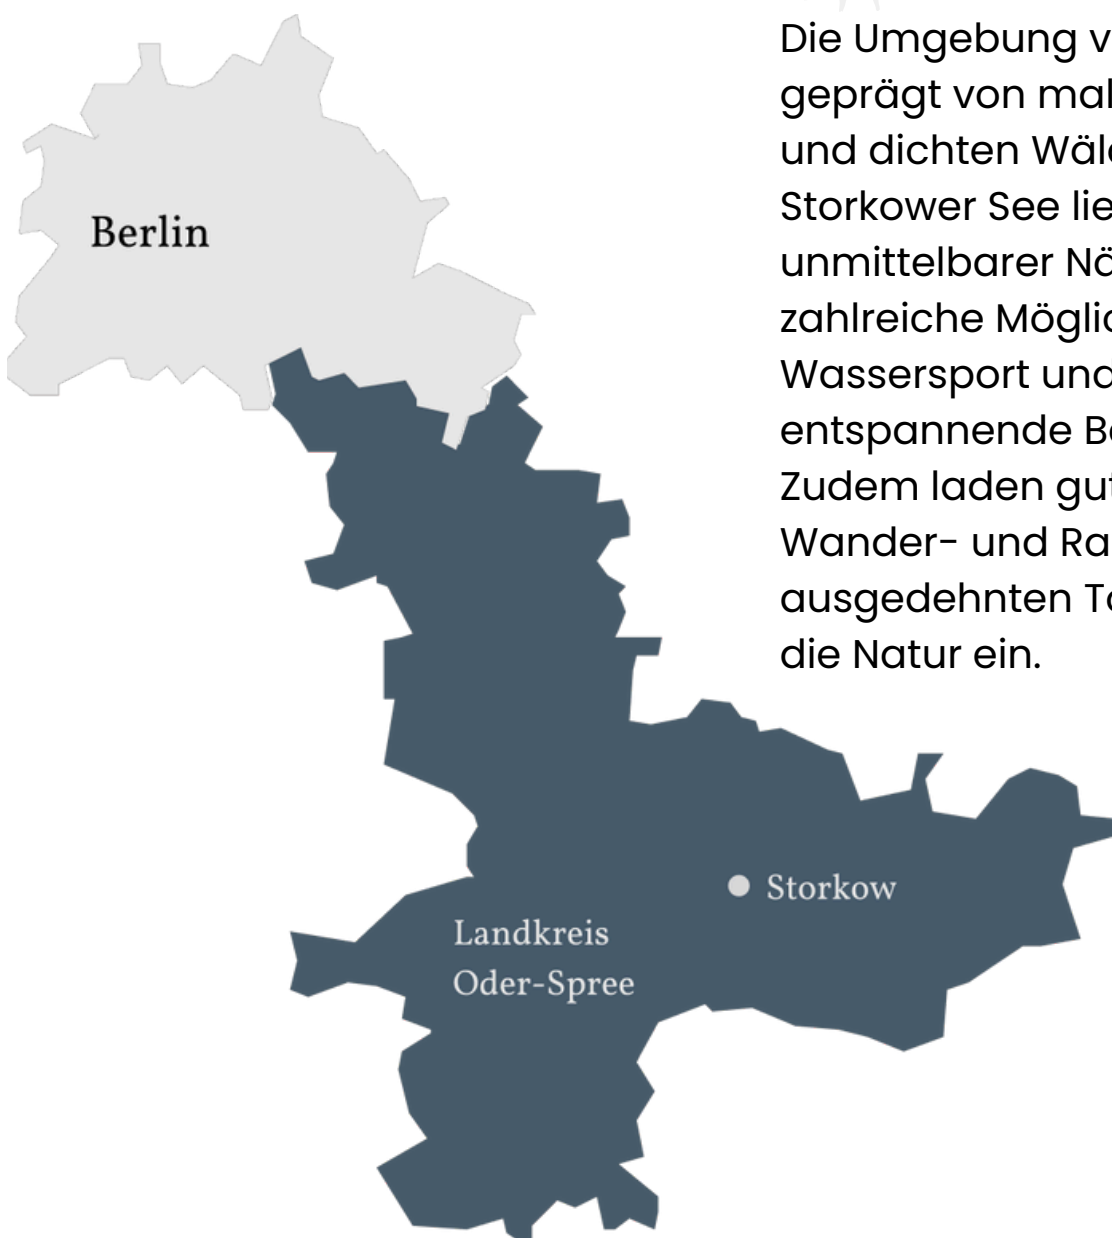 Berlin
Landkreis
Oder-Spree
Storkow
Die Umgebung
geprägt von
und dichten
Storkower See
unmittelbarer
zahlreiche
Wassersport und
entspannende
Zudem laden
Wander- und
ausgedehnten
die Natur ein.